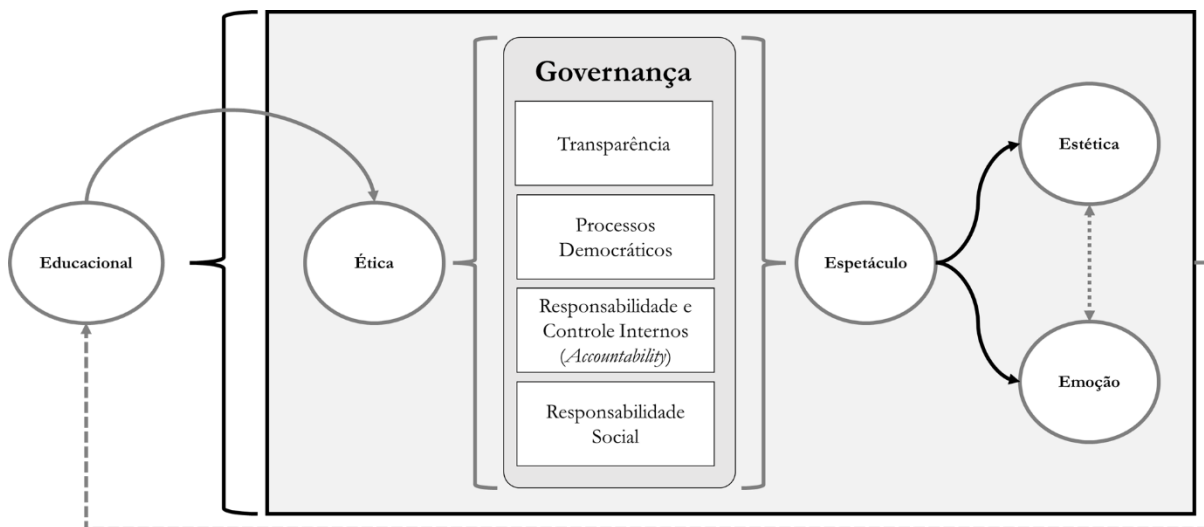 Educacional
Ética
Governança
Transparência
Processos
Democráticos
Responsabilidade e
Controle Internos
(Accountability)
Responsabilidade
Social
Espetáculo
Estética
Emoção